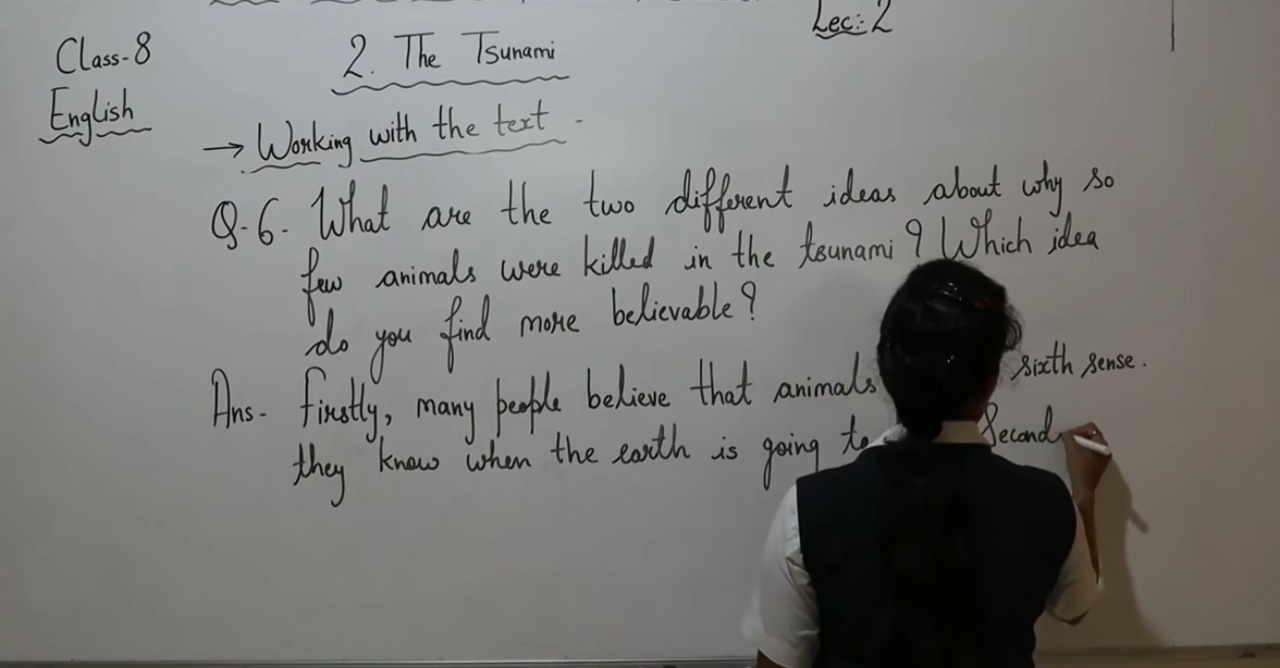 Lec: 2
Class-8
English
2. The Tsunami
→ Working with the text -
Q-6. What are the two different ideas about why so
few animals were killed in the tsunami? Which idea
do you find more believable?
Ans- Firstly, many people believe that animals sixth sense.
they know when the earth is going to Second